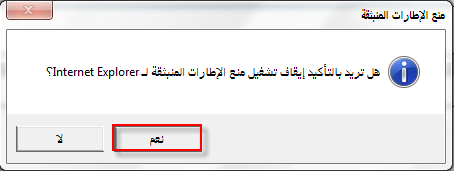 منع الإطارات المنبثقة
هل تريد بالتأكيد إيقاف تشغيل منع الإطارات المنبثقة لـ Internet Explorer؟
نعم
لا